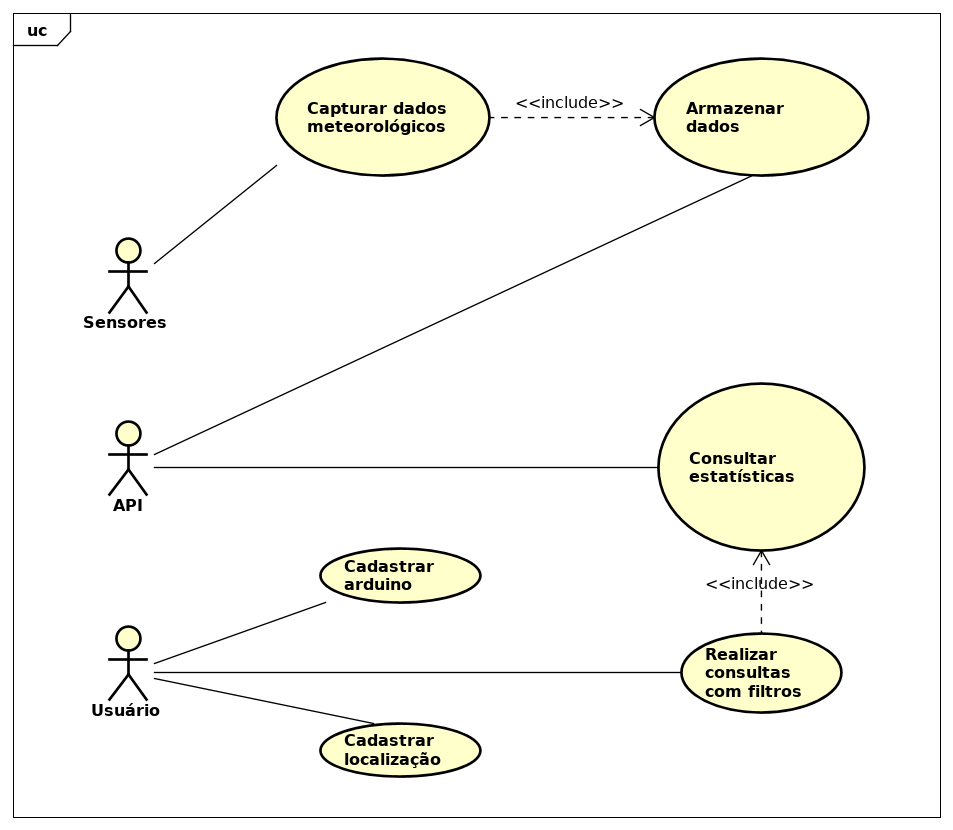 uc
Capturar dados
meteorológicos
<<include>>
Armazenar
dados
Sensores
API
Consultar
estatísticas
Cadastrar
arduino
<<include>>
Usuário
Realizar
consultas
com filtros
Cadastrar
localização